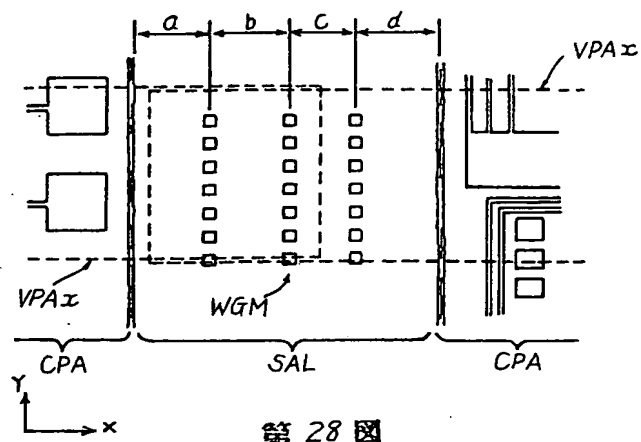 a b c d
VPAx
VPAx
WGM
CPA SAL CPA
Y
X
第 28 図